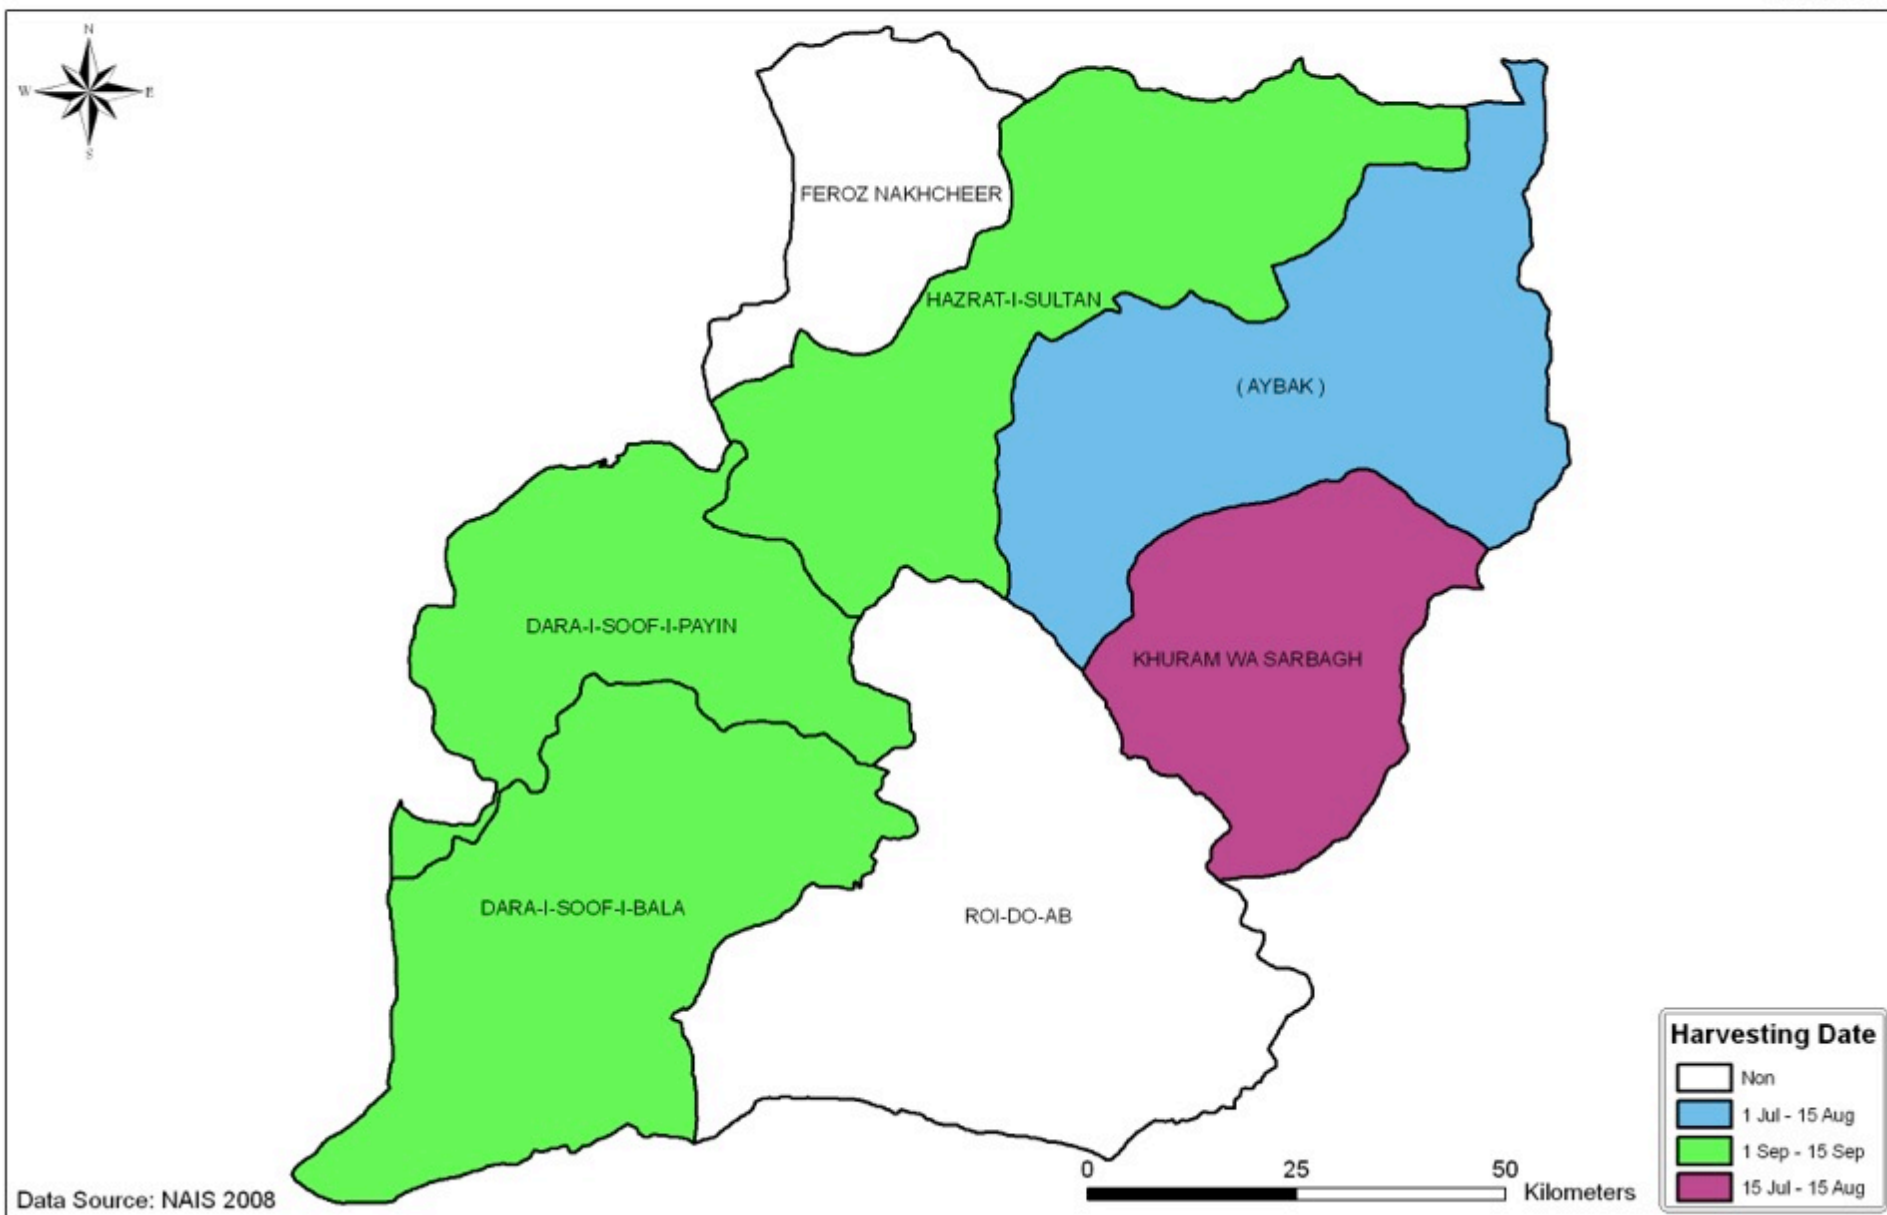 N
W
E
S
FEROZ NAKHCHEER
HAZRAT-I-SULTAN
( AYBAK )
DARA-I-SOOF-I-PAYIN
KHURAM WA SARBAGH
DARA-I-SOOF-I-BALA
ROI-DO-AB
Harvesting Date
Non
1 Jul - 15 Aug
1 Sep - 15 Sep
15 Jul - 15 Aug
0 25 50
Kilometers
Data Source: NAIS 2008